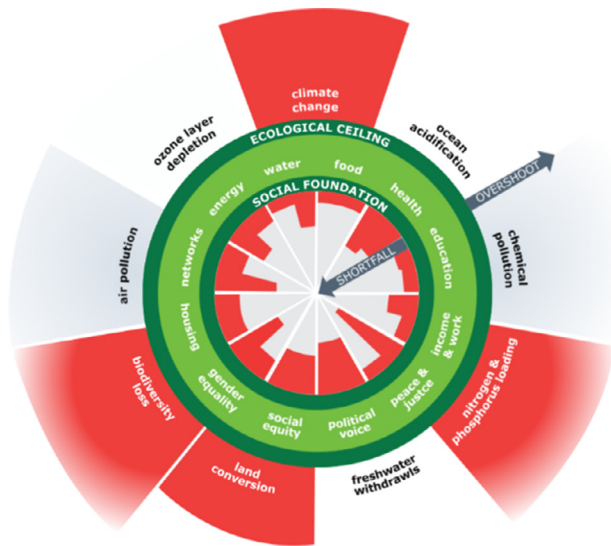 climate
change
ozone layer
depletion
ocean
acidification
ECOLOGICAL CEILING
OVERSHOOT
water
food
energy
health
SOCIAL FOUNDATION
networks
education
SHORTFALL
air pollution
chemical
pollution
housing
income
& work
gender
equality
peace &
justce
social
equity
political
voice
biodiversity
loss
nitrogen &
phosphorus loading
land
conversion
freshwater
withdrawls